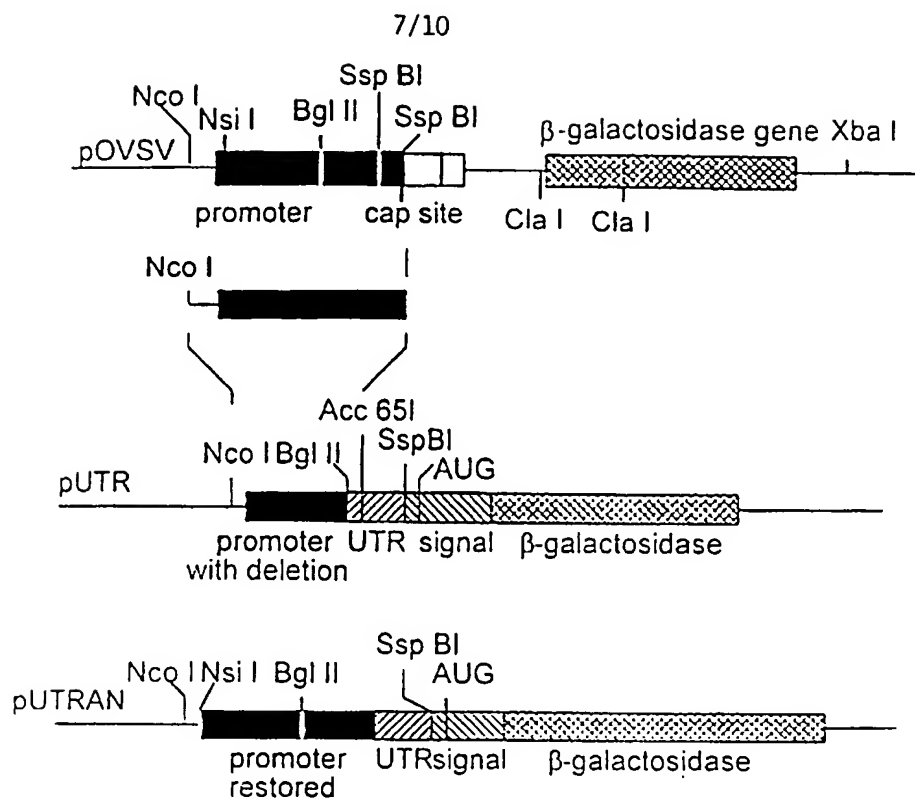 7/10
Ssp BI
Nco I
Nsi I
Bgl II
Ssp BI
β-galactosidase gene Xba I
pOVSV
promoter
cap site
Cla I
Cla I
Nco I
Acc 65I
Nco I Bgl II
SspBI
AUG
pUTR
promoter UTR signal β-galactosidase
with deletion
Ssp BI
Nco I Nsi I Bgl II
AUG
pUTRAN
promoter UTRsignal β-galactosidase
restored